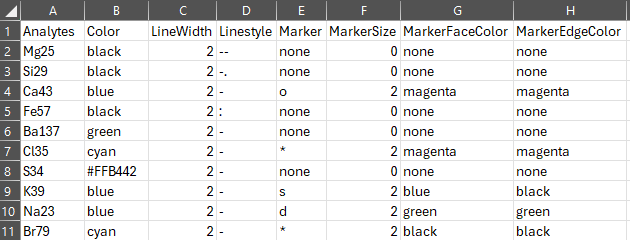 A B C D E F G H
1 Analytes Color LineWidth Linestyle Marker MarkerSize MarkerFaceColor MarkerEdgeColor
2 Mg25 black 2 -- none 0 none none
3 Si29 black 2 -. none 0 none none
4 Ca43 blue 2 - o 2 magenta magenta
5 Fe57 black 2 : none 0 none none
6 Ba137 green 2 - none 0 none none
7 Cl35 cyan 2 - * 2 magenta magenta
8 S34 #FFB442 2 - none 0 none none
9 K39 blue 2 - s 2 blue black
10 Na23 blue 2 - d 2 green green
11 Br79 cyan 2 - * 2 black black